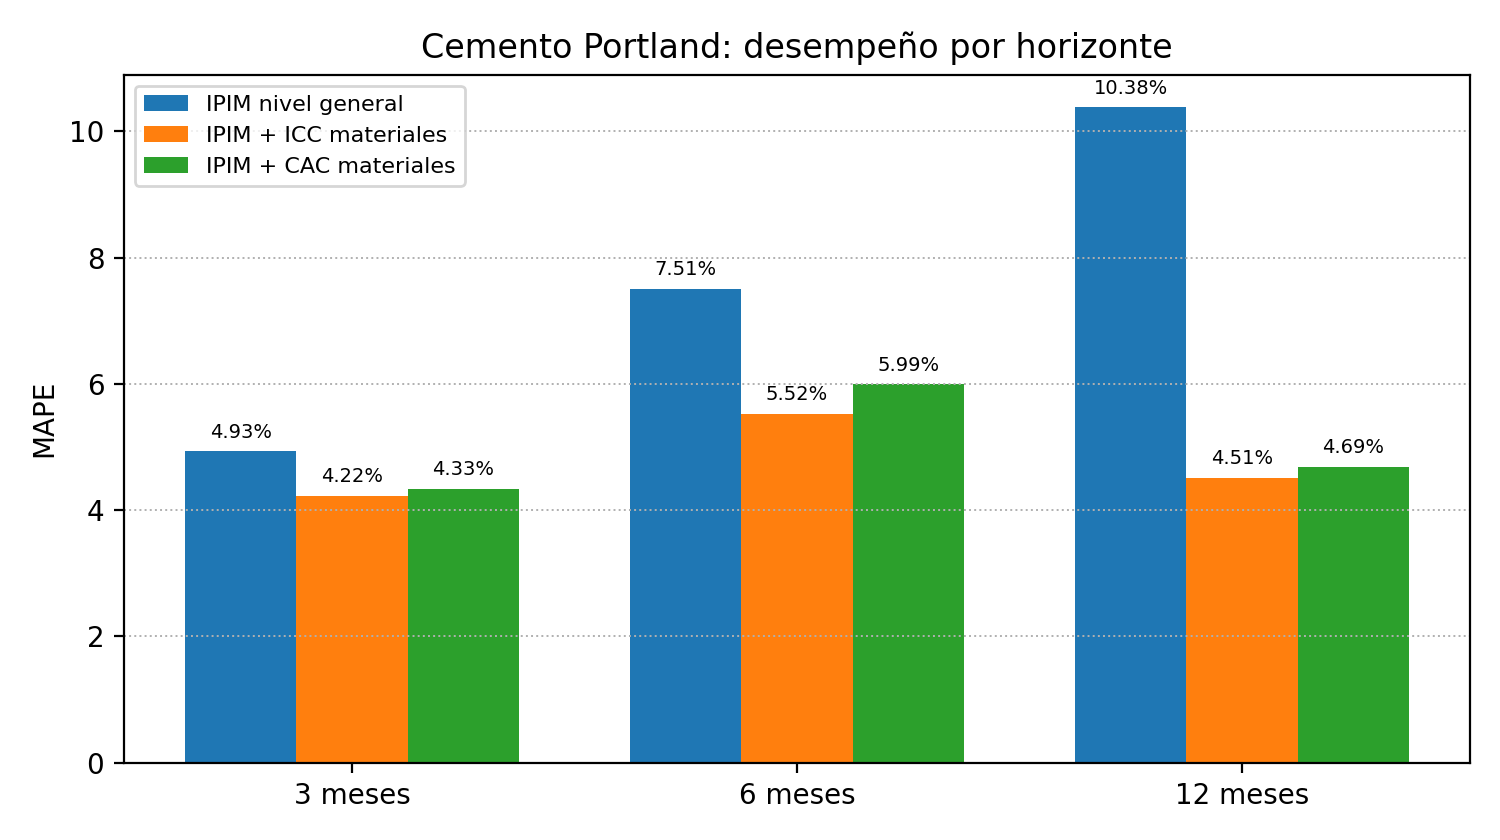 Cemento Portland: desempeño por horizonte
IPIM nivel general
IPIM + ICC materiales
IPIM + CAC materiales
MAPE
10
8
6
4
2
0
4.93%
4.22%
4.33%
7.51%
5.52%
5.99%
10.38%
4.51%
4.69%
3 meses
6 meses
12 meses